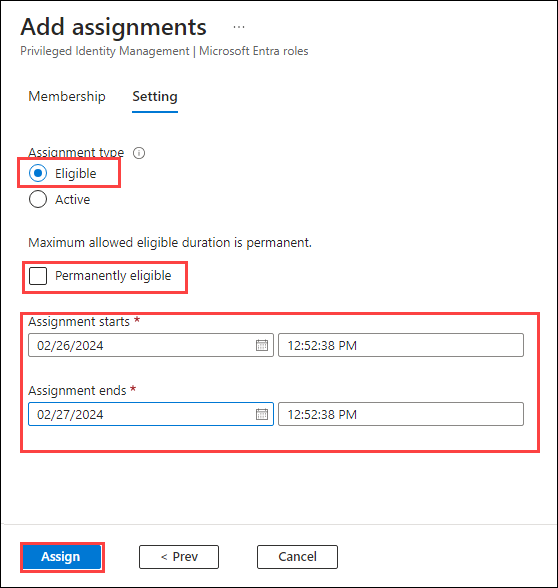 Add assignments ...
Privileged Identity Management | Microsoft Entra roles
Membership Setting
Assignment type
Eligible
Active
Maximum allowed eligible duration is permanent.
Permanently eligible
Assignment starts *
02/26/2024 12:52:38 PM
Assignment ends *
02/27/2024 12:52:38 PM
Assign < Prev Cancel